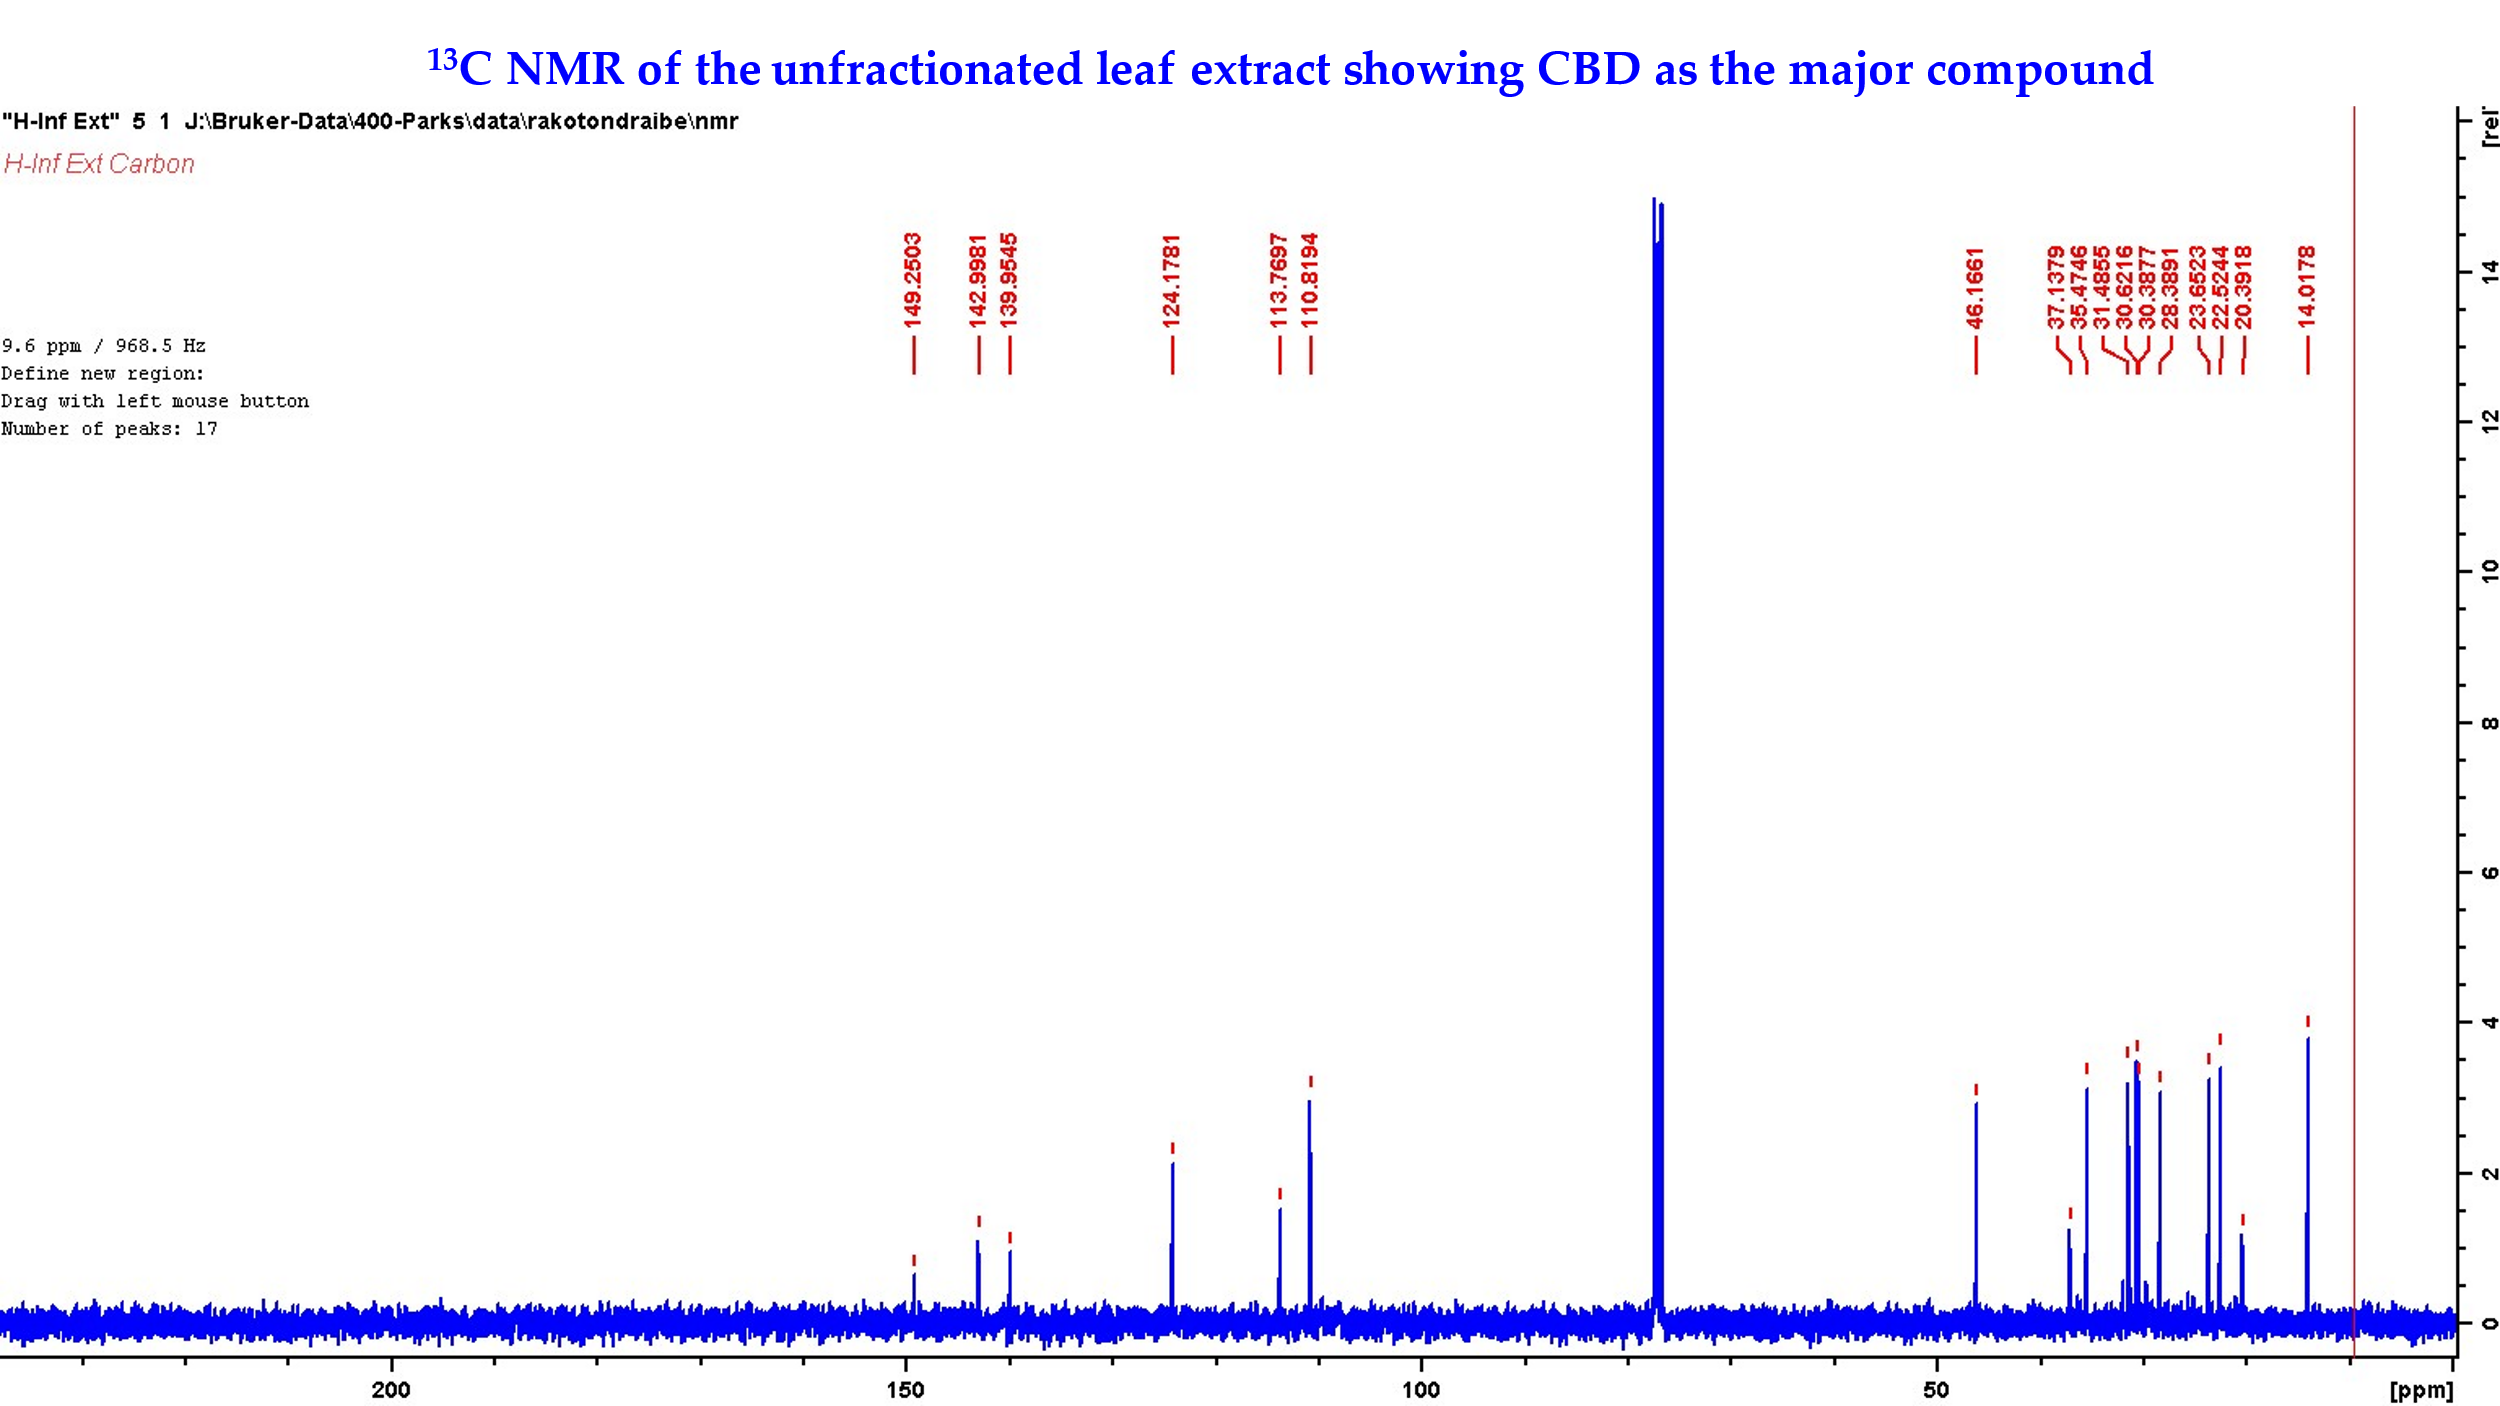 ¹³C NMR of the unfractionated leaf extract showing CBD as the major compound
"H-Inf Ext" 5 1 J:\Bruker-Data\400-Parks\data\rakotondraibe\nmr
H-Inf Ext Carbon
9.6 ppm / 968.5 Hz
Define new region:
Drag with left mouse button
Number of peaks: 17
149.2503
142.9981
139.9545
124.1781
113.7697
110.8194
46.1661
37.1379
35.4746
31.4855
30.6216
30.3877
28.3891
23.6523
22.5244
20.3918
14.0178
[rel
14
12
10
8
6
4
2
0
200 150 100 50 [ppm]